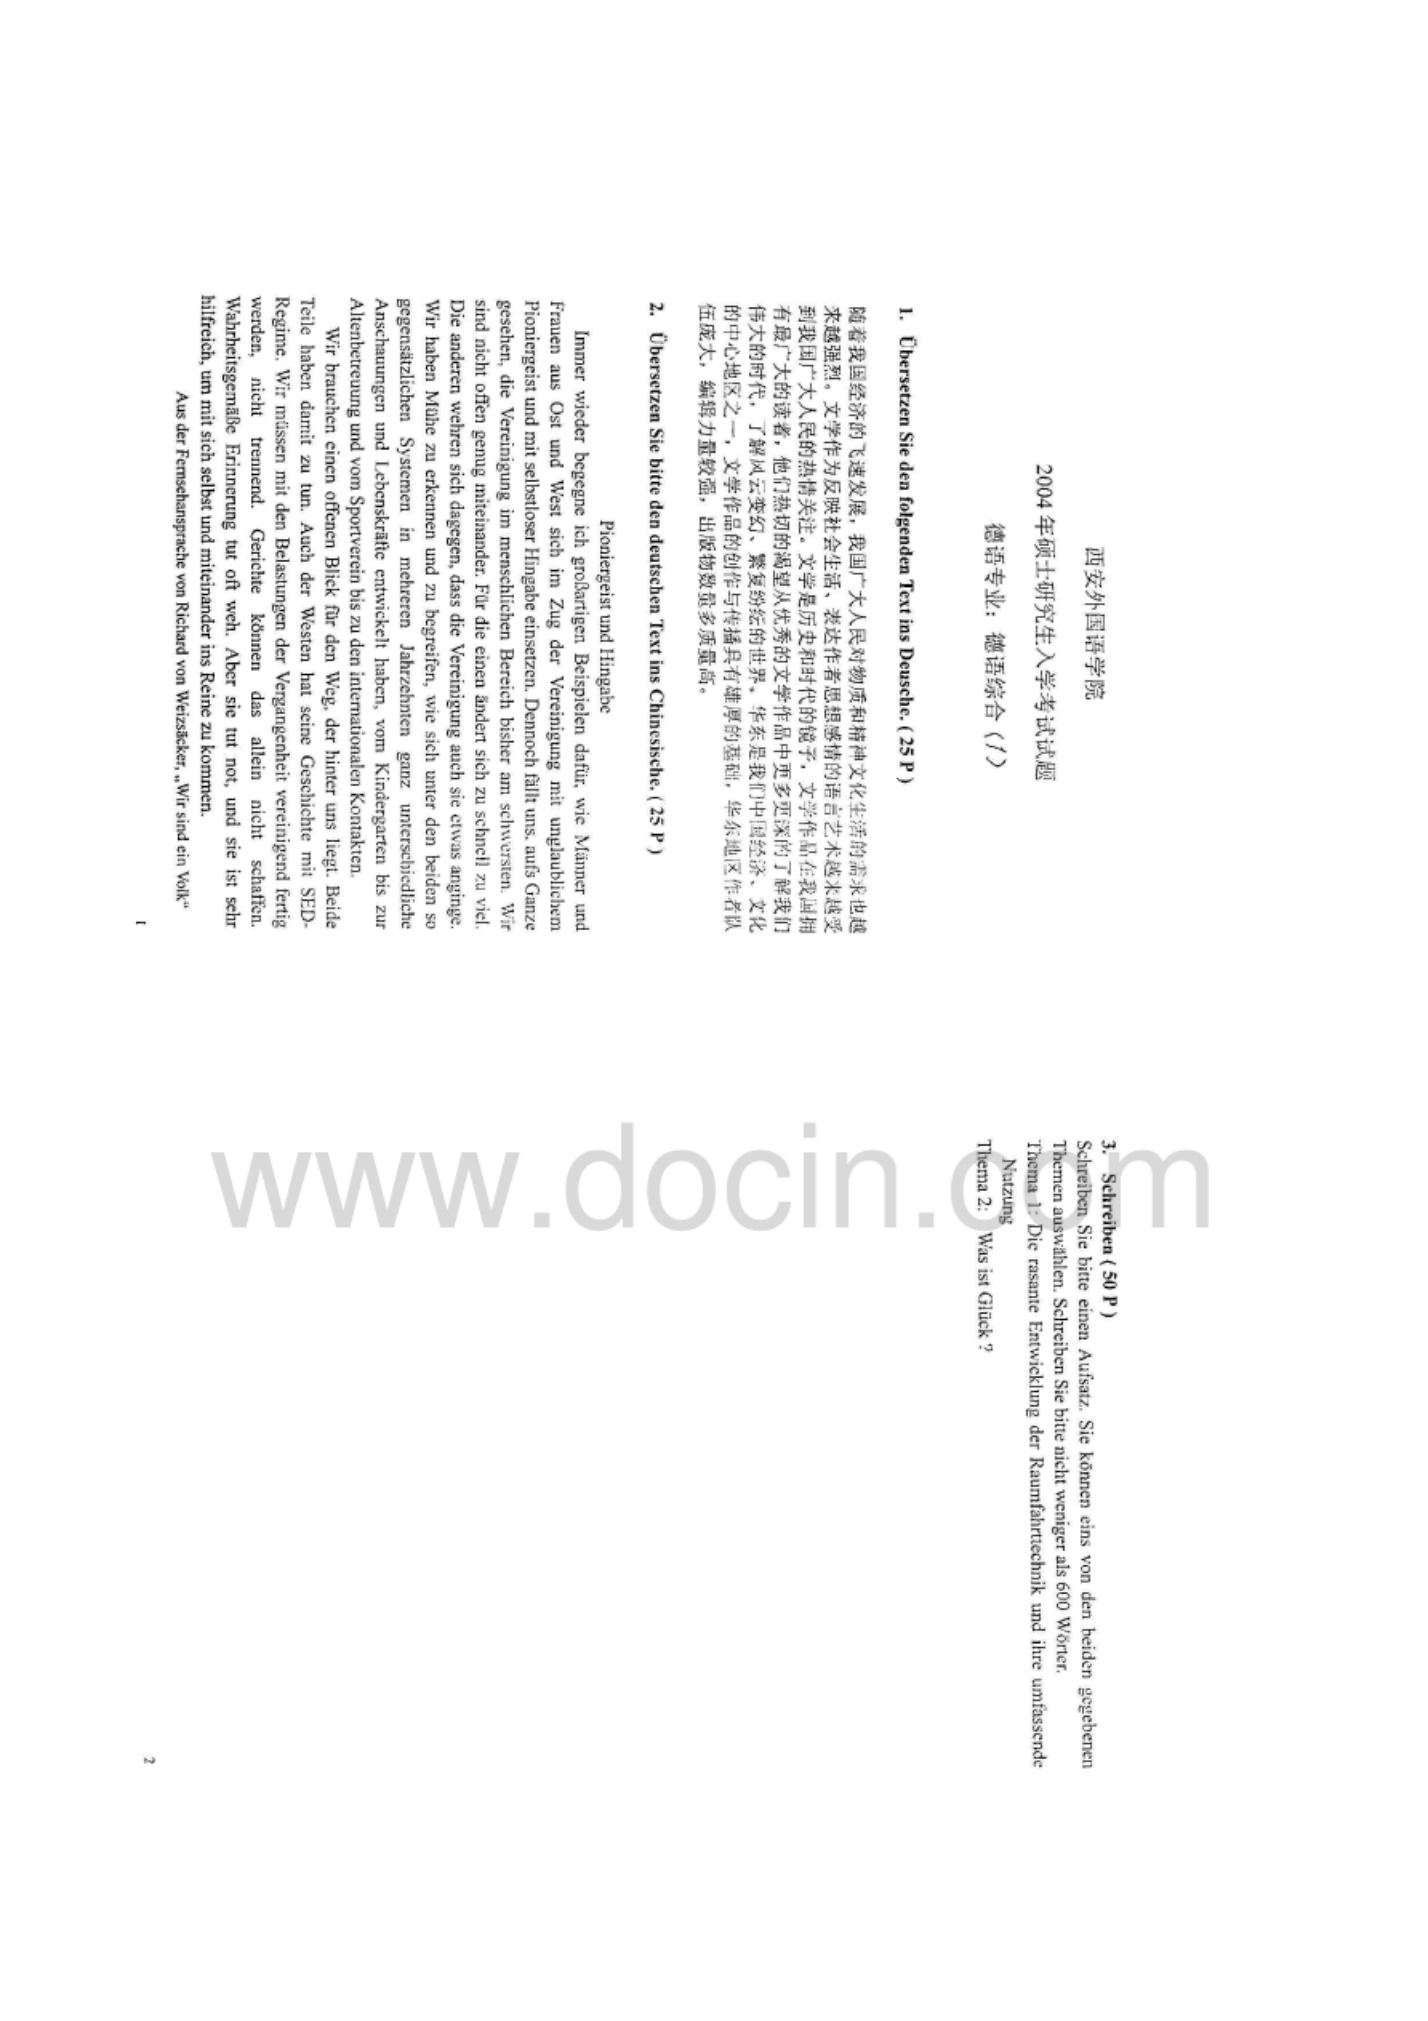 西安外国语学院
2004 年硕士研究生入学考试试题
德语专业：德语综合（/）
1. Übersetzen Sie den folgenden Text ins Deusche. ( 25 P )
随着我国经济的飞速发展，我国广大人民对物质和精神文化生活的需求也越
来越强烈。文学作为反映社会生活、表达作者思想感情的语言艺术越来越受
到我国广大人民的热情关注。文学是历史和时代的镜子，文学作品在我国拥
有最广大的读者，他们热切的渴望从优秀的文学作品中更多更深的了解我们
伟大的时代，了解风云变幻、繁复纷纭的世界。华东是我们中国经济、文化
的中心地区之一，文学作品的创作与传播具有雄厚的基础，华东地区作者队
伍庞大，编辑力量较强，出版物数量多质量高。
2. Übersetzen Sie bitte den deutschen Text ins Chinesische. ( 25 P )
Pioniergeist und Hingabe
Immer wieder begegne ich großartigen Beispielen dafür, wie Männer und
Frauen aus Ost und West sich im Zug der Vereinigung mit unglaublichem
Pioniergeist und mit selbstloser Hingabe einsetzen. Dennoch fällt uns, aufs Ganze
gesehen, die Vereinigung im menschlichen Bereich bisher am schwersten. Wir
sind nicht offen genug miteinander. Für die einen ändert sich zu schnell zu viel.
Die anderen wehren sich dagegen, dass die Vereinigung auch sie etwas anginge.
Wir haben Mühe zu erkennen und zu begreifen, wie sich unter den beiden so
gegensätzlichen Systemen in mehreren Jahrzehnten ganz unterschiedliche
Anschauungen und Lebenskräfte entwickelt haben, vom Kindergarten bis zur
Altenbetreuung und vom Sportverein bis zu den internationalen Kontakten.
Wir brauchen einen offenen Blick für den Weg, der hinter uns liegt. Beide
Teile haben damit zu tun. Auch der Westen hat seine Geschichte mit SED-
Regime. Wir müssen mit den Belastungen der Vergangenheit vereinigend fertig
werden, nicht trennend. Gerichte können das allein nicht schaffen.
Wahrheitsgemäße Erinnerung tut oft weh. Aber sie tut not, und sie ist sehr
hilfreich, um mit sich selbst und miteinander ins Reine zu kommen.
Aus der Fernsehansprache von Richard von Weizsäcker, „Wir sind ein Volk“
1
3. Schreiben ( 50 P )
Schreiben Sie bitte einen Aufsatz. Sie können eins von den beiden gegebenen
Themen auswählen. Schreiben Sie bitte nicht weniger als 600 Wörter.
Thema 1: Die rasante Entwicklung der Raumfahrttechnik und ihre umfassende
Nutzung
Thema 2: Was ist Glück ?
2
www.docin.com